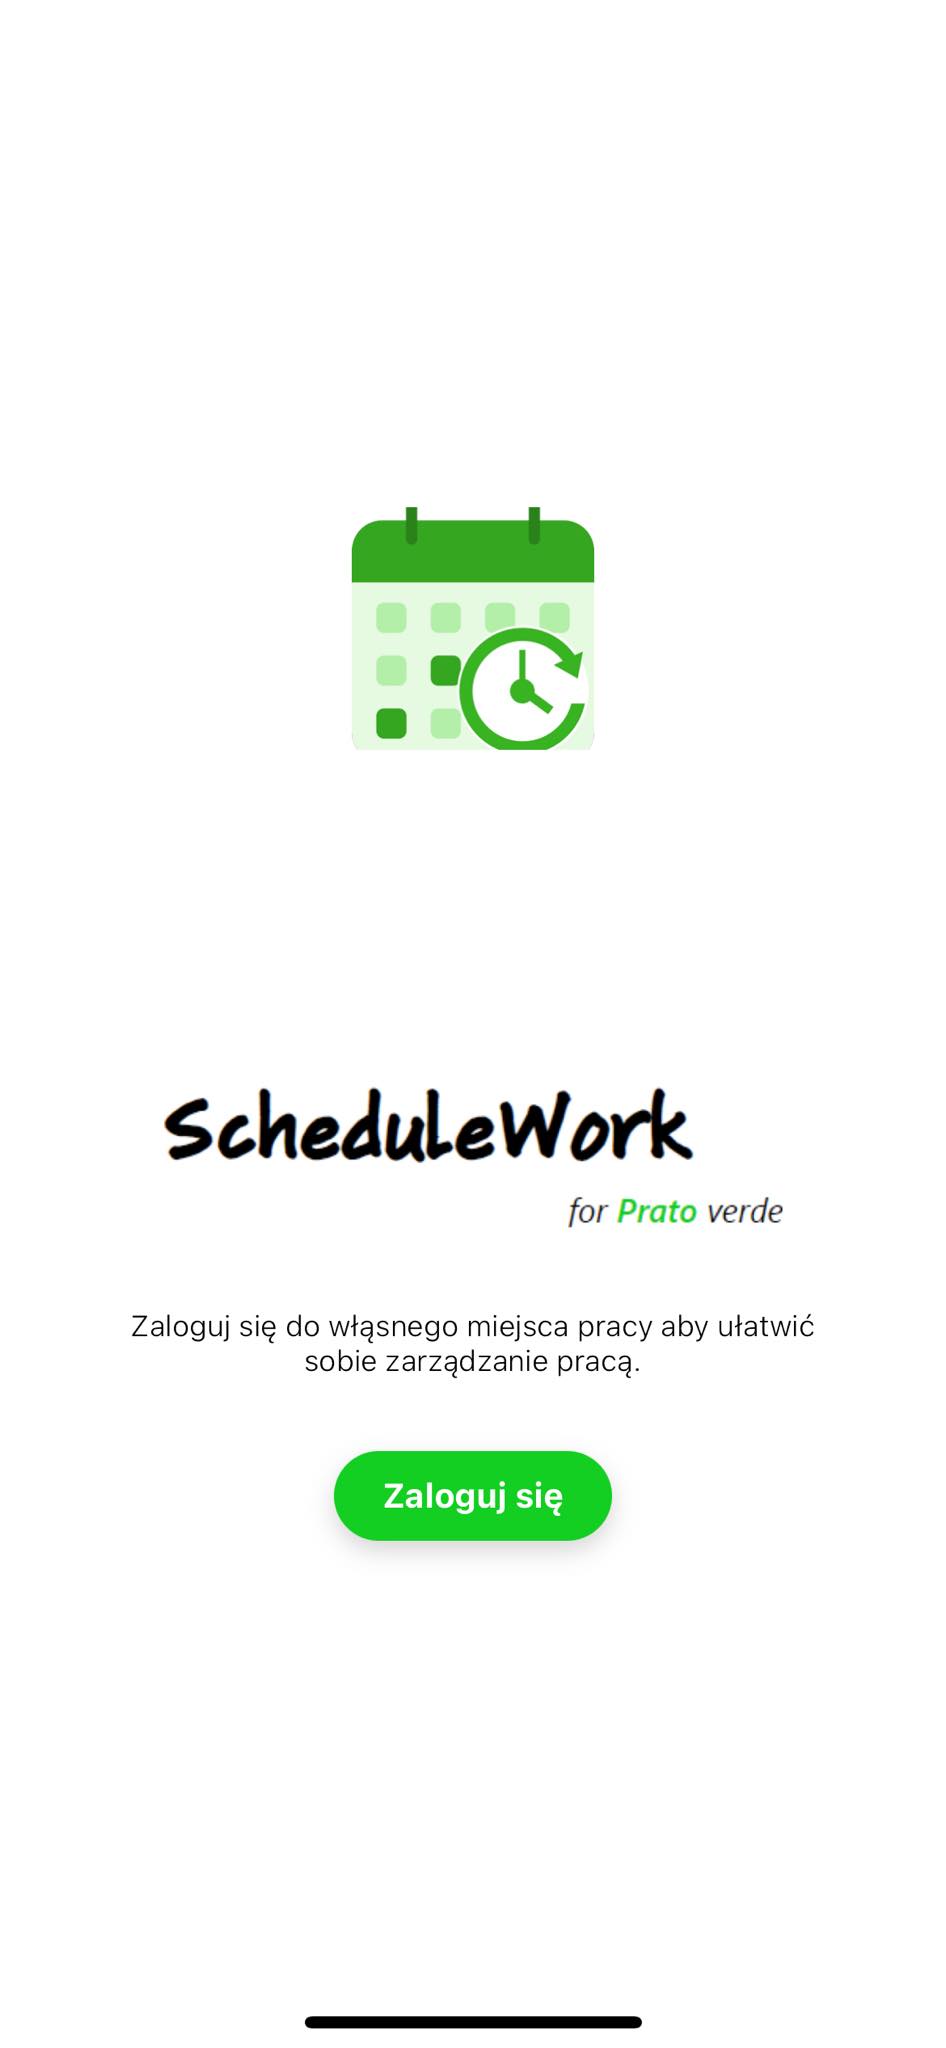 ScheduleWork
for Prato verde
Zaloguj się do włąsnego miejsca pracy aby ułatwić
sobie zarządzanie pracą.
Zaloguj się